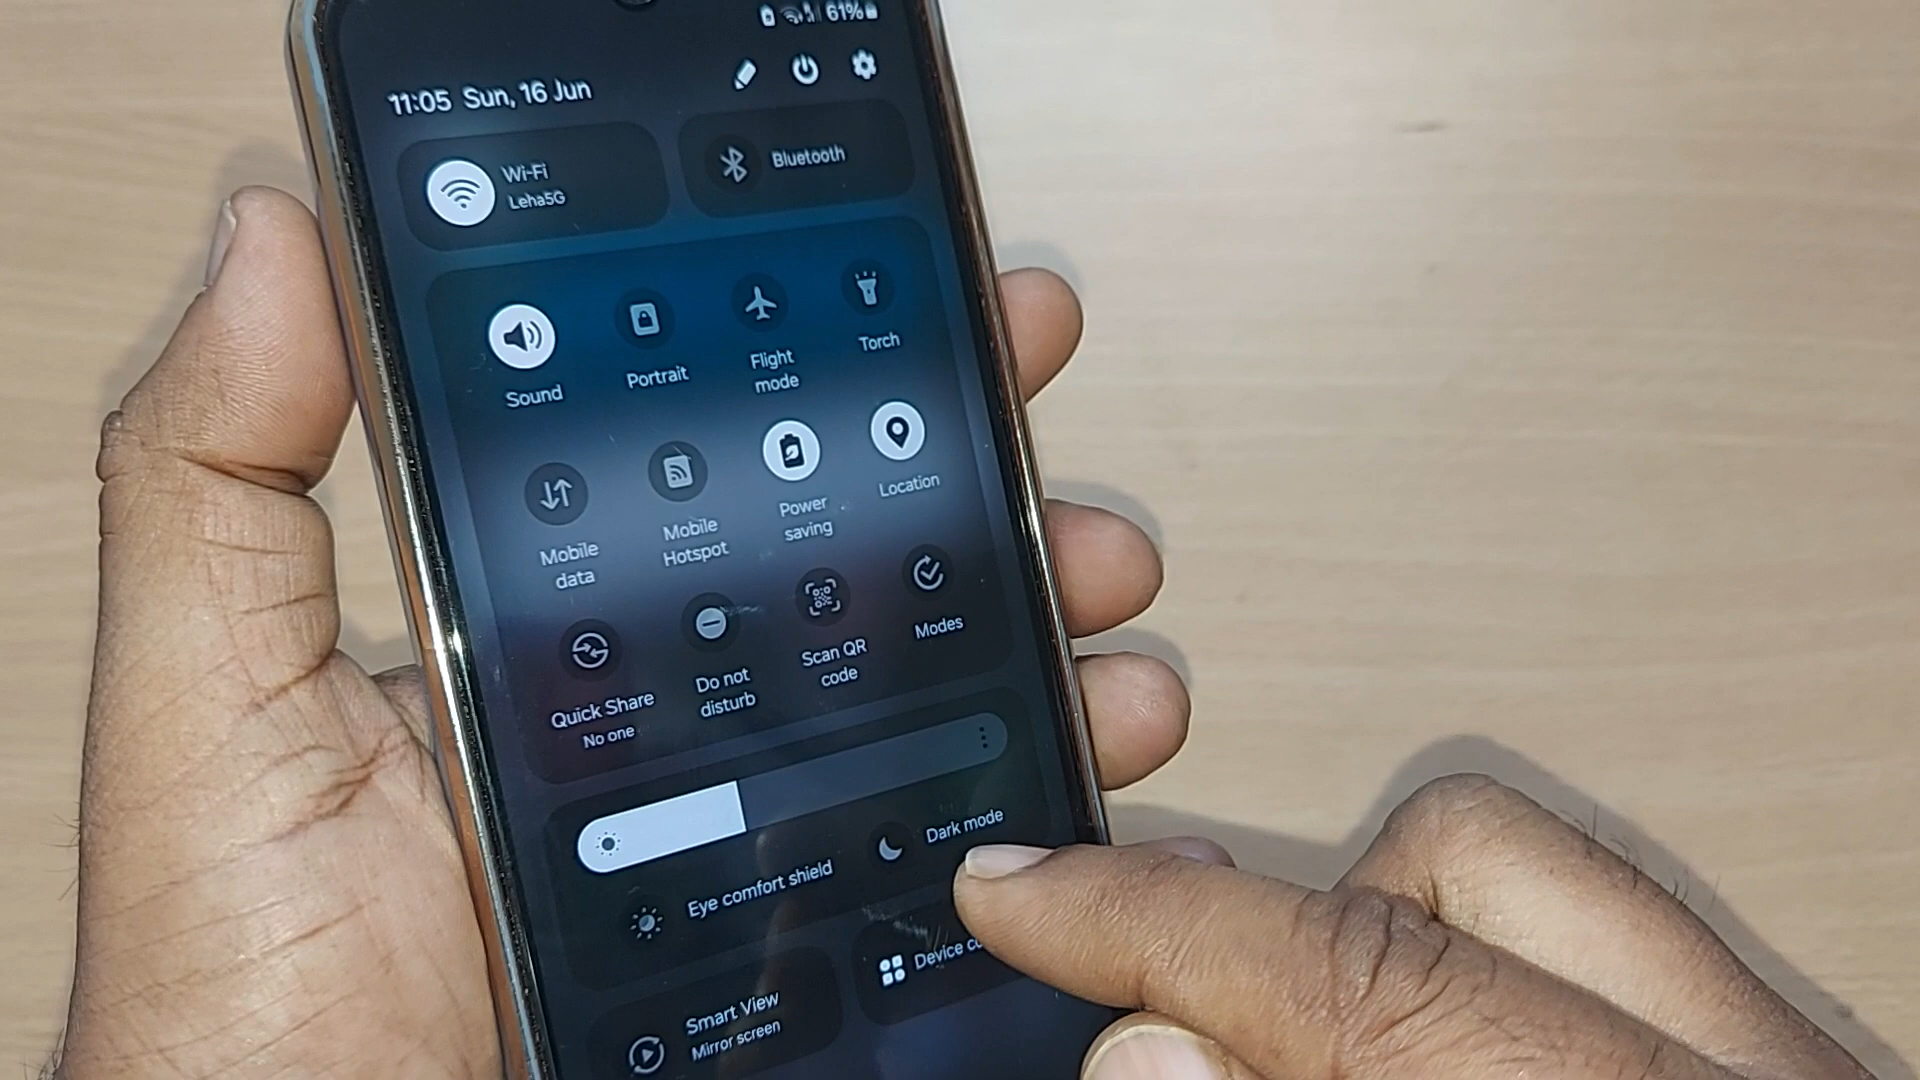 61%
11:05 Sun, 16 Jun
Wi-Fi
Leha5G
Bluetooth
Sound
Portrait
Flight
mode
Torch
Mobile
data
Mobile
Hotspot
Power
saving
Location
Quick Share
No one
Do not
disturb
Scan QR
code
Modes
Eye comfort shield
Dark mode
Smart View
Mirror screen
Device